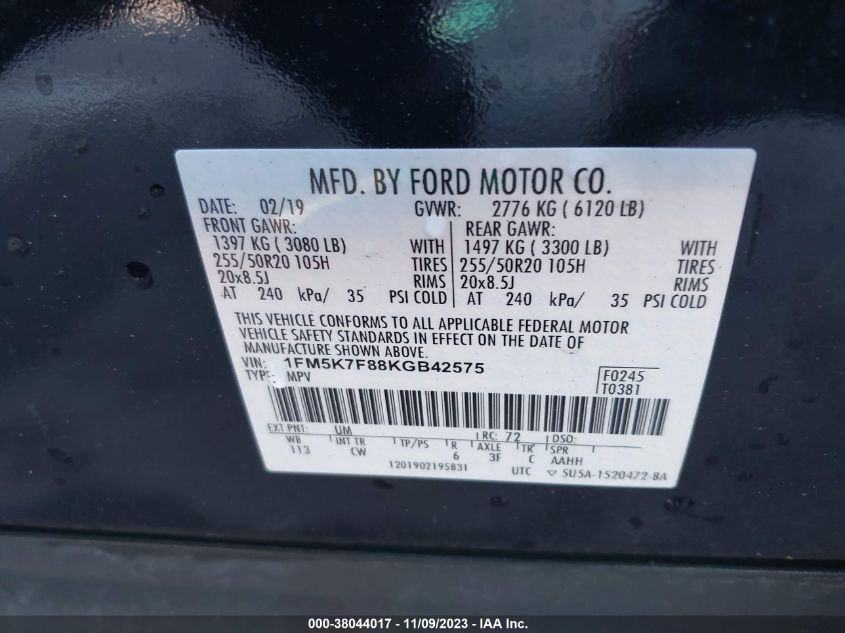 MFD. BY FORD MOTOR CO.
DATE: 02/19 GVWR: 2776 KG ( 6120 LB)
FRONT GAWR: REAR GAWR:
1397 KG ( 3080 LB) WITH 1497 KG ( 3300 LB) WITH
255/50R20 105H TIRES 255/50R20 105H TIRES
20x8.5J RIMS 20x8.5J RIMS
AT 240 kPa/ 35 PSI COLD AT 240 kPa/ 35 PSI COLD
THIS VEHICLE CONFORMS TO ALL APPLICABLE FEDERAL MOTOR
VEHICLE SAFETY STANDARDS IN EFFECT ON THE DATE OF
MANUFACTURE SHOWN ABOVE.
VIN: 1FM5K7F88KGB42575
TYPE: MPV
F0245
T0381
EXT PNT: UM RC: 72 DSO:
WB INT TR TP/PS R AXLE TR SPR
113 CW 6 3F C AAHH
1201902195831 UTC ▽ 5U5A-1520472-BA
000-38044017 - 11/09/2023 - IAA Inc.